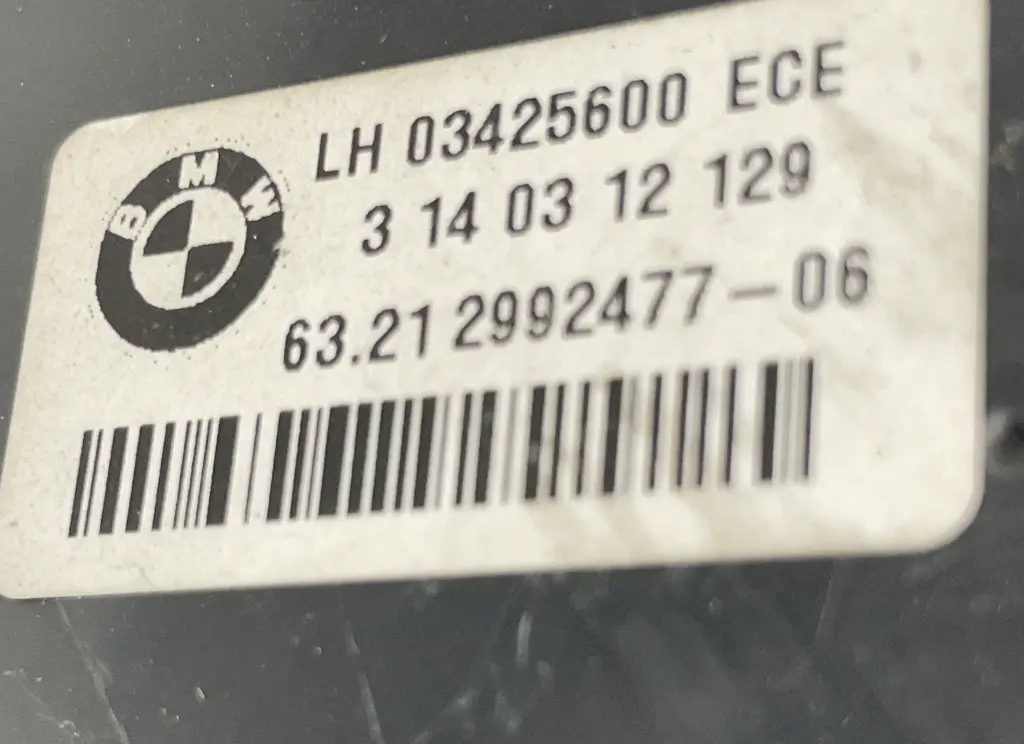 BMW
LH 03425600 ECE
3 14 03 12 129
63.21 2992477-06